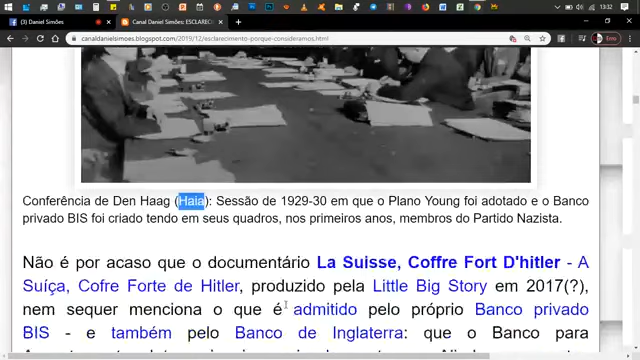 (3) Daniel Simões
Canal Daniel Simões: ESCLAREC
13:32
canaldanielsimoes.blogspot.com/2019/12/esclarecimento-porque-consideramos.html
Conferência de Den Haag (Haia): Sessão de 1929-30 em que o Plano Young foi adotado e o Banco
privado BIS foi criado tendo em seus quadros, nos primeiros anos, membros do Partido Nazista.
Não é por acaso que o documentário La Suisse, Coffre Fort D'hitler - A
Suíça, Cofre Forte de Hitler, produzido pela Little Big Story em 2017(?),
nem sequer menciona o que é admitido pelo próprio Banco privado
BIS - e também pelo Banco de Inglaterra: que o Banco para